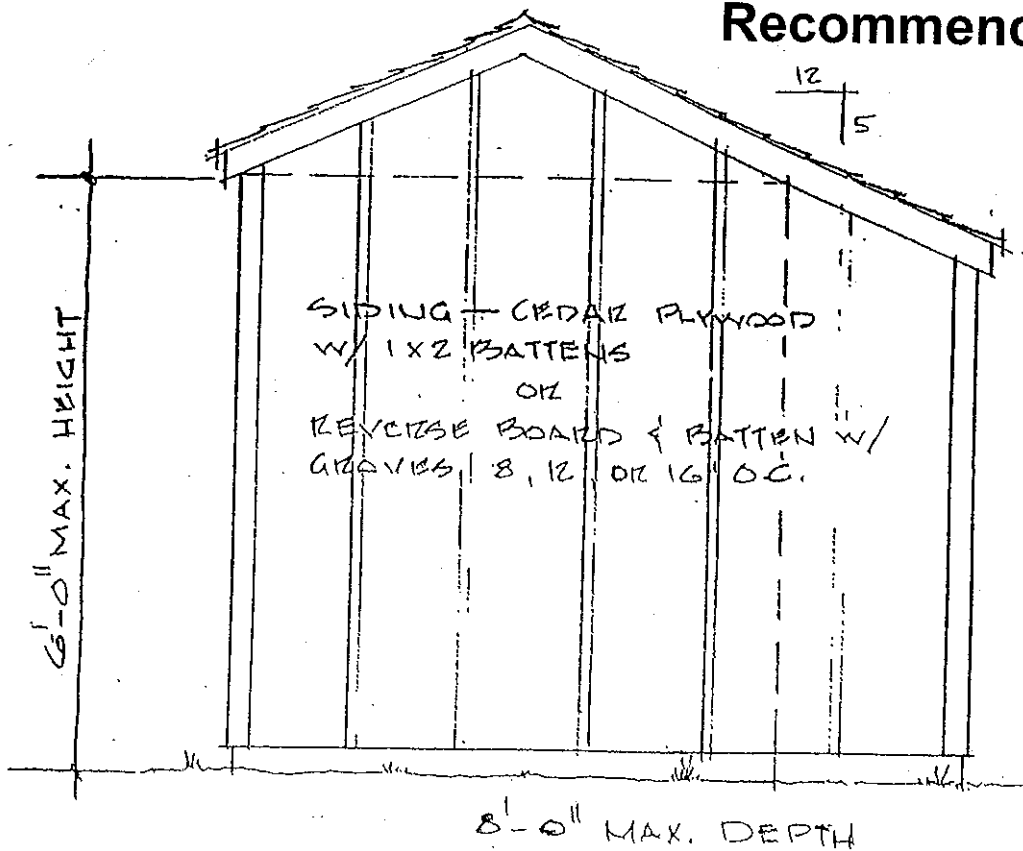 Recommend
12
5
SIDING — CEDAR PLYWOOD
W/ 1X2 BATTENS
OR
REVERSE BOARD & BATTEN W/
GROVES, 8, 12 OR 16 O.C.
6'-0" MAX. HEIGHT
8'-0" MAX. DEPTH